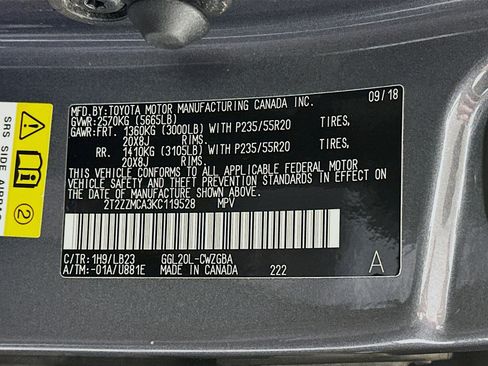 MFD.BY:TOYOTA MOTOR MANUFACTURING CANADA INC. 09/18
GVWR:2570KG (5665LB)
GAWR:FRT. 1360KG (3000LB) WITH P235/55R20 TIRES,
20X8J RIMS.
RR. 1410KG (3105LB) WITH P235/55R20 TIRES,
20X8J RIMS.
THIS VEHICLE CONFORMS TO ALL APPLICABLE FEDERAL MOTOR
VEHICLE SAFETY AND THEFT PREVENTION STANDARDS IN EFFECT ON
THE DATE OF MANUFACTURE SHOWN ABOVE.
2T2ZZMCA3KC119528 MPV
C/TR: 1H9/LB23 GGL20L-CWZGBA
A/TM:-01A/U881E MADE IN CANADA 222 A
SRS SIDE AIRBAG
2